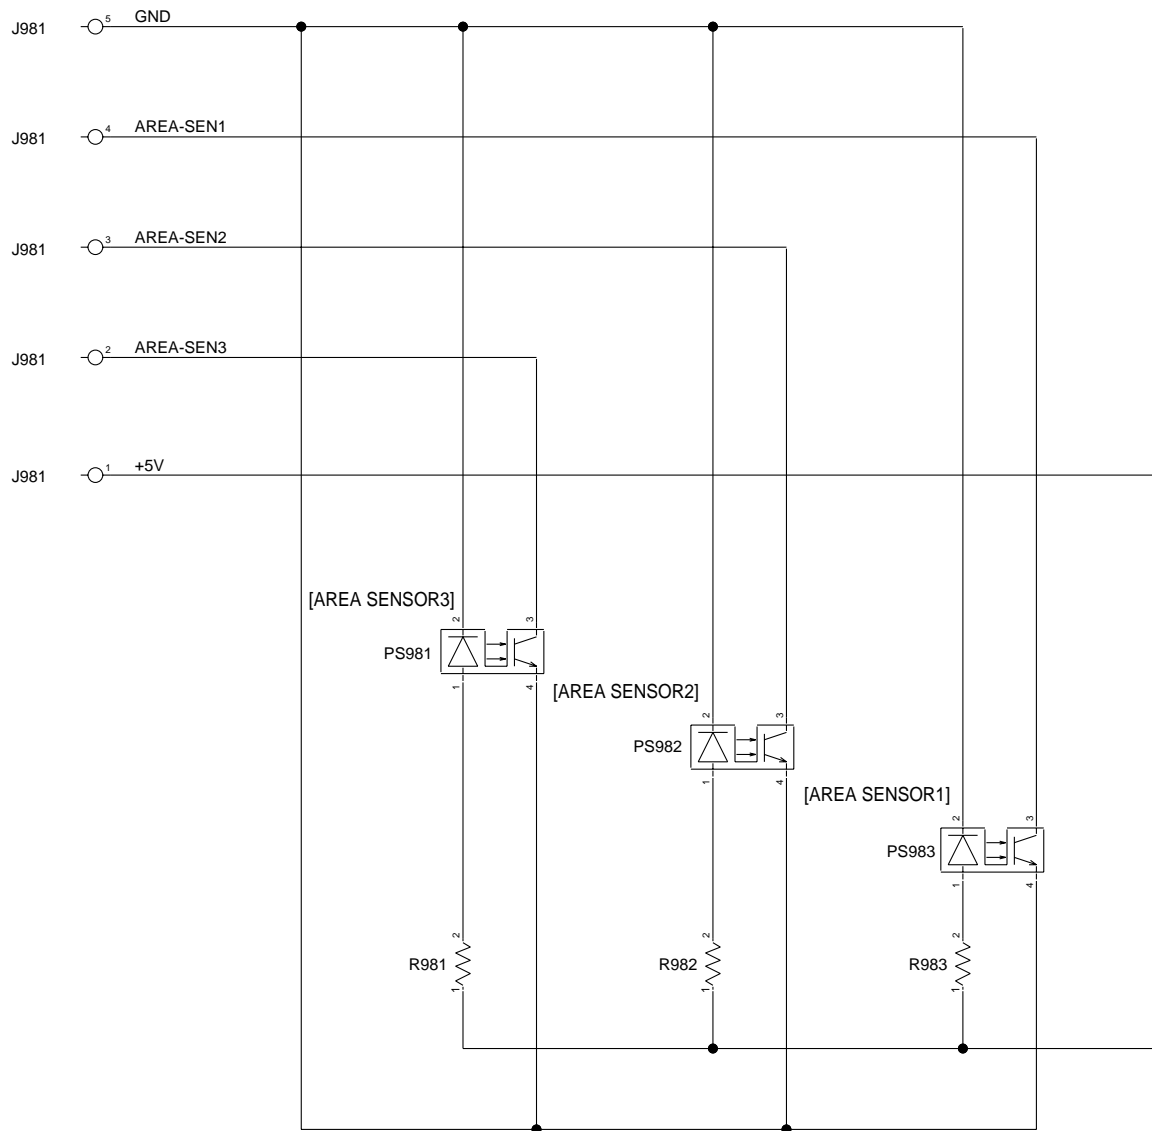 J981 5 GND
J981 4 AREA-SEN1
J981 3 AREA-SEN2
J981 2 AREA-SEN3
J981 1 +5V
[AREA SENSOR3]
2 3
PS981
1 4
[AREA SENSOR2]
2 3
PS982
1 4
[AREA SENSOR1]
2 3
PS983
1 4
2 2 2
R981 R982 R983
1 1 1